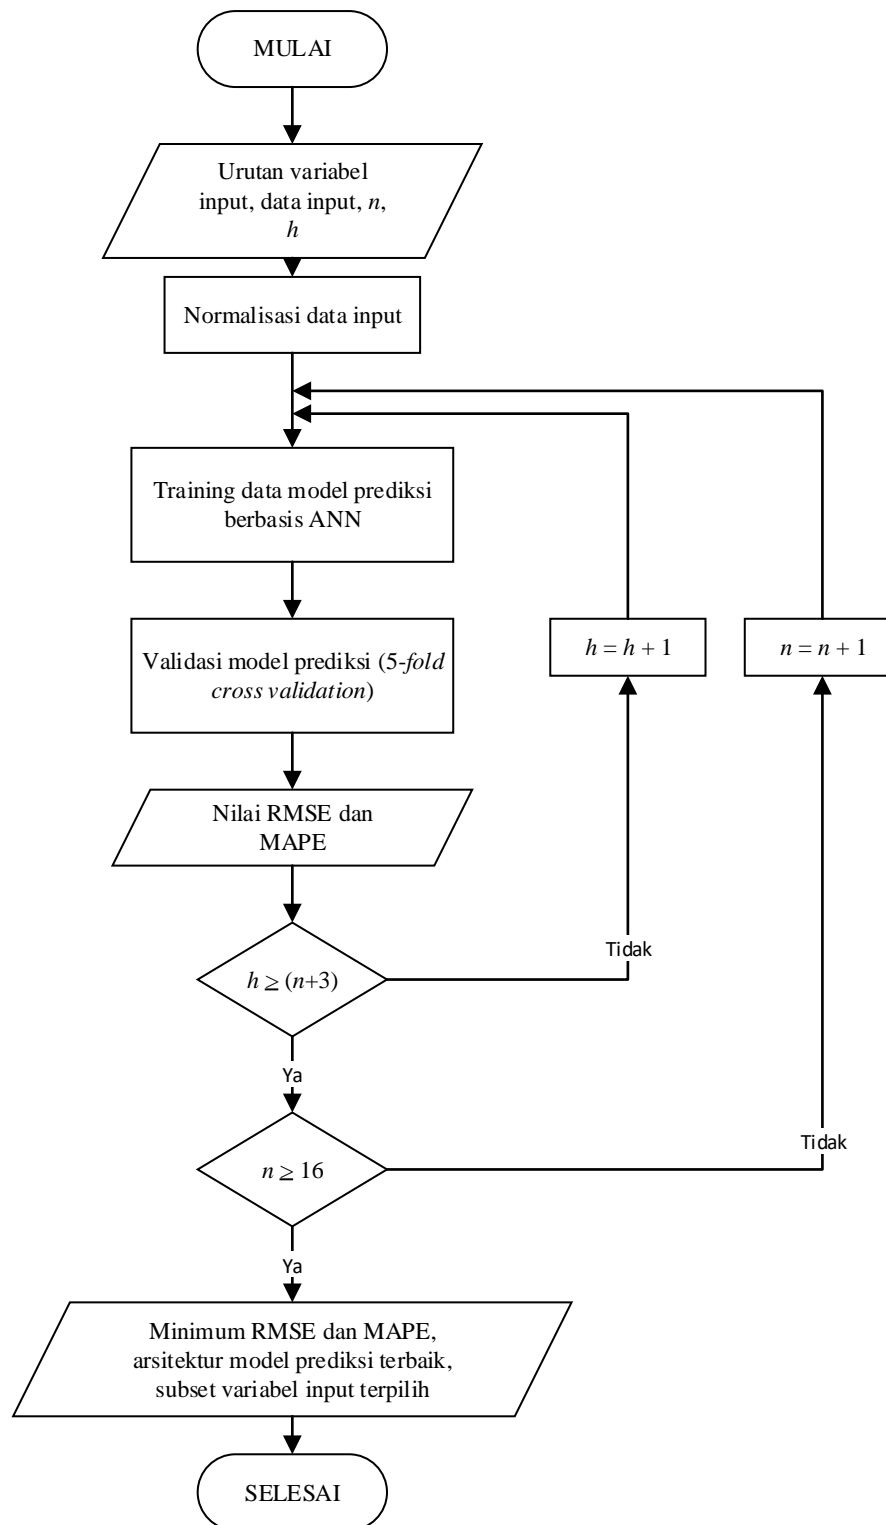 MULAI
Urutan variabel
input, data input, n,
h
Normalisasi data input
Training data model prediksi
berbasis ANN
Validasi model prediksi (5-fold
cross validation)
h = h + 1
n = n + 1
Nilai RMSE dan
MAPE
Tidak
h ≥ (n+3)
Ya
Tidak
n ≥ 16
Ya
Minimum RMSE dan MAPE,
arsitektur model prediksi terbaik,
subset variabel input terpilih
SELESAI